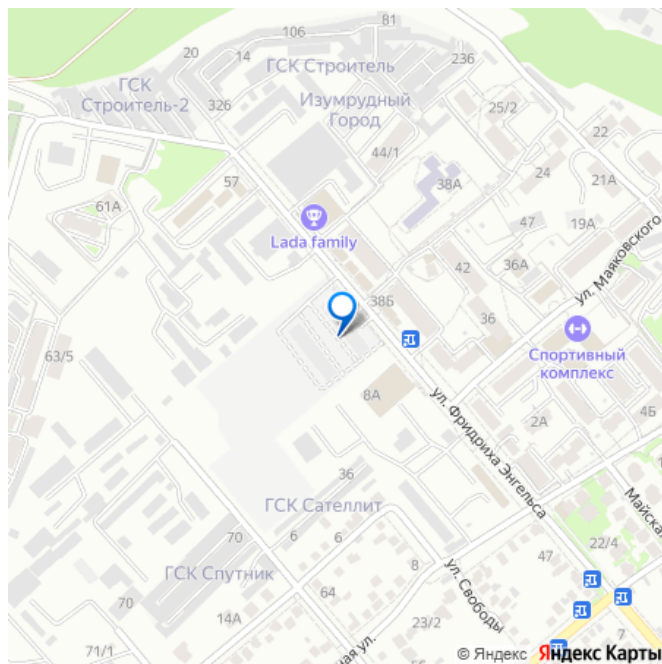 81
106
20
14
ГСК Строитель
236
ГСК
Строитель-2
Изумрудный
Город
326
25/2
22
44/1
24
57
38А
21А
61А
47
19А
Lada family
ул. Маяковского
42
36А
38Б
36
Спортивный
комплекс
63/5
8А
ул. Фридриха Энгельса
2А
4Б
36
ГСК Сателлит
Майска
70
6
6
22/4
ГСК Спутник
8
47
64
ул. Свободы
70
14А
23/2
7
71/1
ная ул.
© Яндекс Яндекс Карты